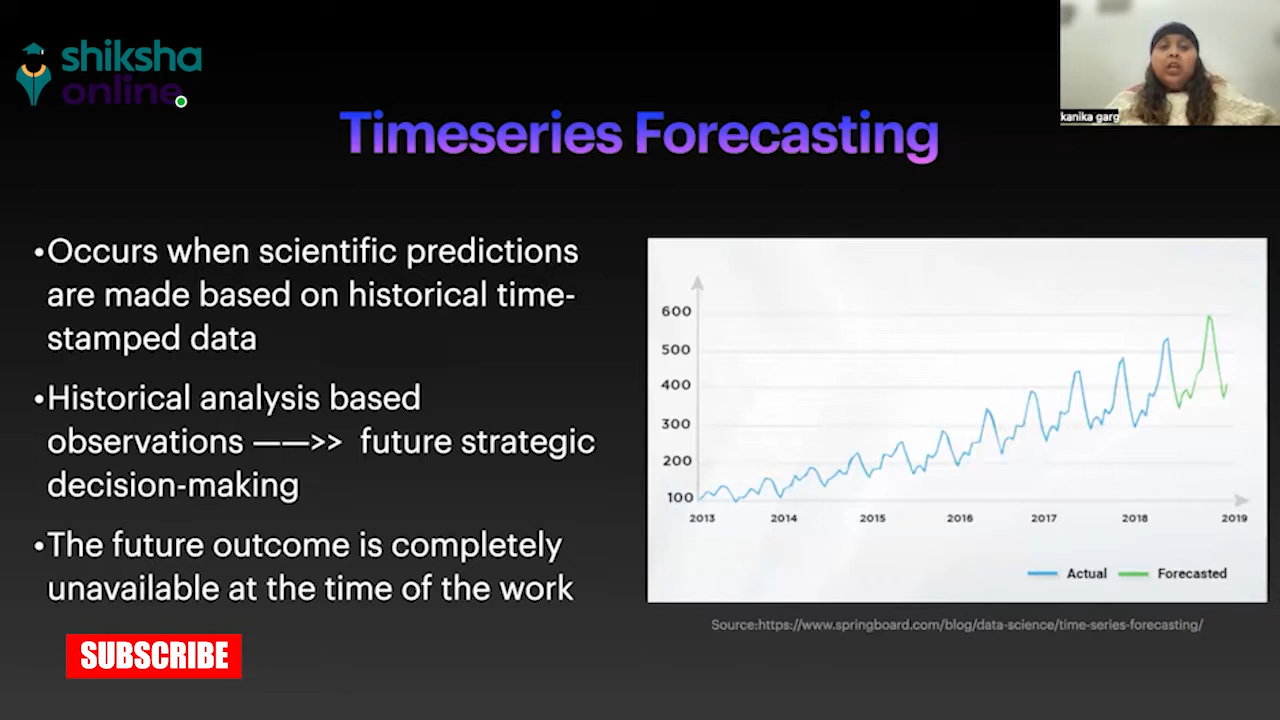 shiksha
online
kanika garg
Timeseries Forecasting
•Occurs when scientific predictions
are made based on historical time-
stamped data
•Historical analysis based
observations ——>> future strategic
decision-making
•The future outcome is completely
unavailable at the time of the work
600
500
400
300
200
100
2013 2014 2015 2016 2017 2018 2019
Actual Forecasted
Source:https://www.springboard.com/blog/data-science/time-series-forecasting/
SUBSCRIBE